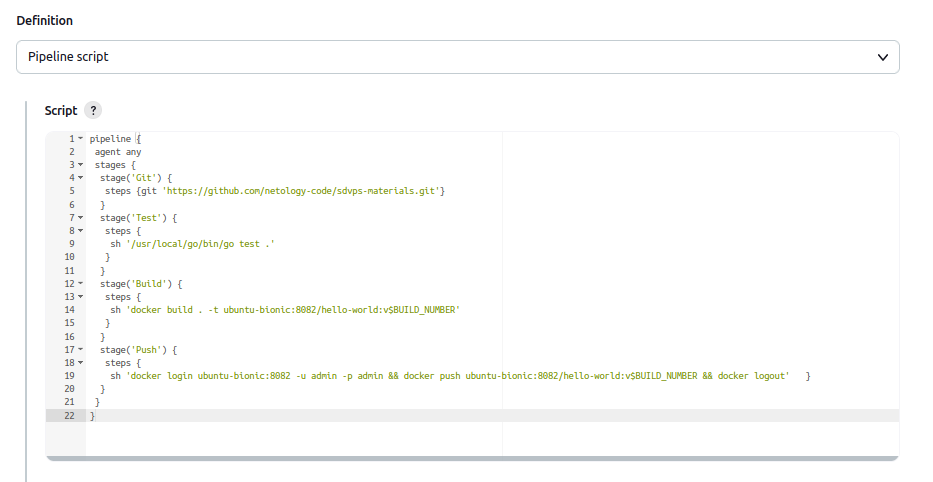 Definition
Pipeline script
Script ?
1 pipeline {
2 agent any
3 stages {
4 stage('Git') {
5 steps {git 'https://github.com/netology-code/sdvps-materials.git'}
6 }
7 stage('Test') {
8 steps {
9 sh '/usr/local/go/bin/go test .'
10 }
11 }
12 stage('Build') {
13 steps {
14 sh 'docker build . -t ubuntu-bionic:8082/hello-world:v$BUILD_NUMBER'
15 }
16 }
17 stage('Push') {
18 steps {
19 sh 'docker login ubuntu-bionic:8082 -u admin -p admin && docker push ubuntu-bionic:8082/hello-world:v$BUILD_NUMBER && docker logout' }
20 }
21 }
22 }